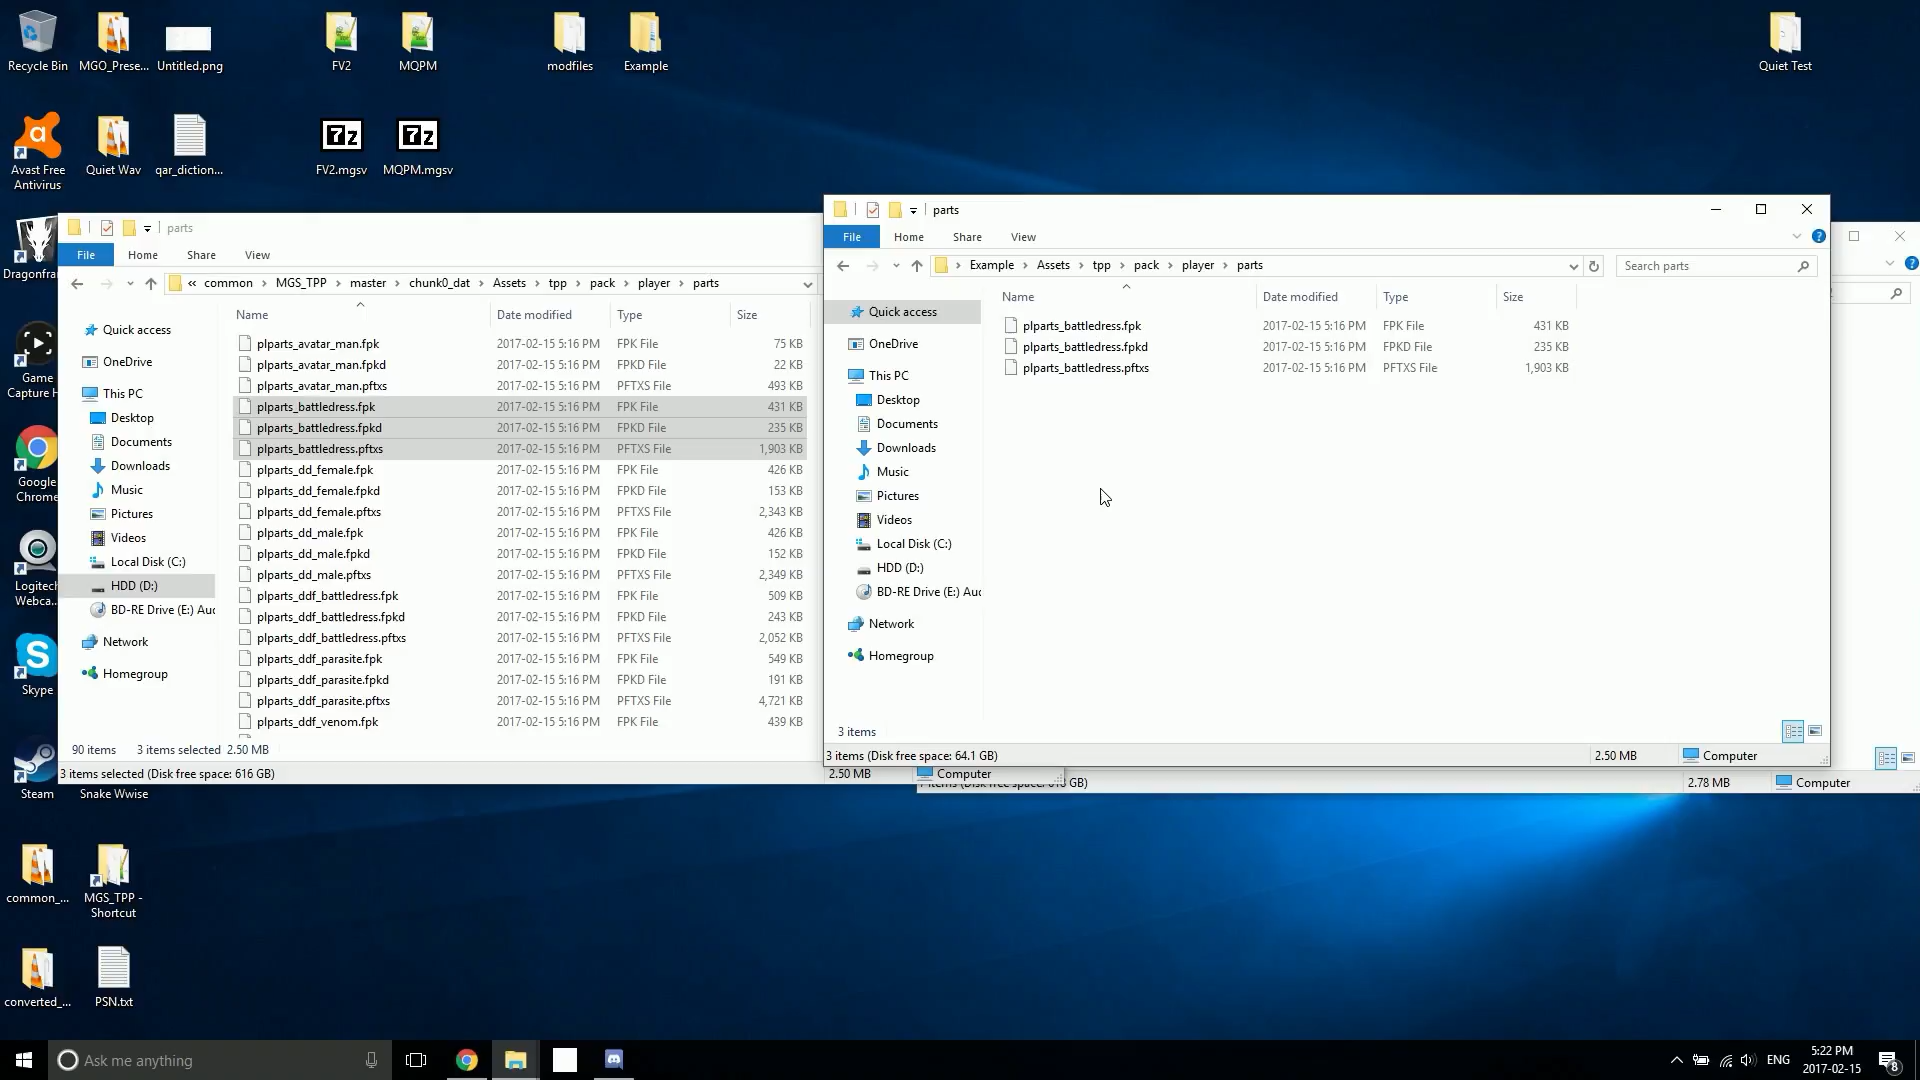 Recycle Bin
MGO_Prese...
Untitled.png
FV2
MQPM
modfiles
Example
Quiet Test
Avast Free
Antivirus
Quiet Wav
qar_diction...
7z
FV2.mgsv
7z
MQPM.mgsv
Dragonfra
Game
Capture H
Google
Chrome
Logitech
Webca...
Skype
Steam
Snake Wwise
common_...
MGS_TPP -
Shortcut
converted_...
PSN.txt
parts
File Home Share View
« common > MGS_TPP > master > chunk0_dat > Assets > tpp > pack > player > parts
Quick access
OneDrive
This PC
Desktop
Documents
Downloads
Music
Pictures
Videos
Local Disk (C:)
HDD (D:)
BD-RE Drive (E:) Auc
Network
Homegroup
Name Date modified Type Size
plparts_avatar_man.fpk 2017-02-15 5:16 PM FPK File 75 KB
plparts_avatar_man.fpkd 2017-02-15 5:16 PM FPKD File 22 KB
plparts_avatar_man.pftxs 2017-02-15 5:16 PM PFTXS File 493 KB
plparts_battledress.fpk 2017-02-15 5:16 PM FPK File 431 KB
plparts_battledress.fpkd 2017-02-15 5:16 PM FPKD File 235 KB
plparts_battledress.pftxs 2017-02-15 5:16 PM PFTXS File 1,903 KB
plparts_dd_female.fpk 2017-02-15 5:16 PM FPK File 426 KB
plparts_dd_female.fpkd 2017-02-15 5:16 PM FPKD File 153 KB
plparts_dd_female.pftxs 2017-02-15 5:16 PM PFTXS File 2,343 KB
plparts_dd_male.fpk 2017-02-15 5:16 PM FPK File 426 KB
plparts_dd_male.fpkd 2017-02-15 5:16 PM FPKD File 152 KB
plparts_dd_male.pftxs 2017-02-15 5:16 PM PFTXS File 2,349 KB
plparts_ddf_battledress.fpk 2017-02-15 5:16 PM FPK File 509 KB
plparts_ddf_battledress.fpkd 2017-02-15 5:16 PM FPKD File 243 KB
plparts_ddf_battledress.pftxs 2017-02-15 5:16 PM PFTXS File 2,052 KB
plparts_ddf_parasite.fpk 2017-02-15 5:16 PM FPK File 549 KB
plparts_ddf_parasite.fpkd 2017-02-15 5:16 PM FPKD File 191 KB
plparts_ddf_parasite.pftxs 2017-02-15 5:16 PM PFTXS File 4,721 KB
plparts_ddf_venom.fpk 2017-02-15 5:16 PM FPK File 439 KB
90 items 3 items selected 2.50 MB
3 items selected (Disk free space: 616 GB) 2.50 MB Computer
parts
File Home Share View
> Example > Assets > tpp > pack > player > parts
Search parts
Quick access
OneDrive
This PC
Desktop
Documents
Downloads
Music
Pictures
Videos
Local Disk (C:)
HDD (D:)
BD-RE Drive (E:) Auc
Network
Homegroup
Name Date modified Type Size
plparts_battledress.fpk 2017-02-15 5:16 PM FPK File 431 KB
plparts_battledress.fpkd 2017-02-15 5:16 PM FPKD File 235 KB
plparts_battledress.pftxs 2017-02-15 5:16 PM PFTXS File 1,903 KB
3 items
3 items (Disk free space: 64.1 GB) 2.50 MB Computer
2.78 MB Computer
Ask me anything
ENG
5:22 PM
2017-02-15
8